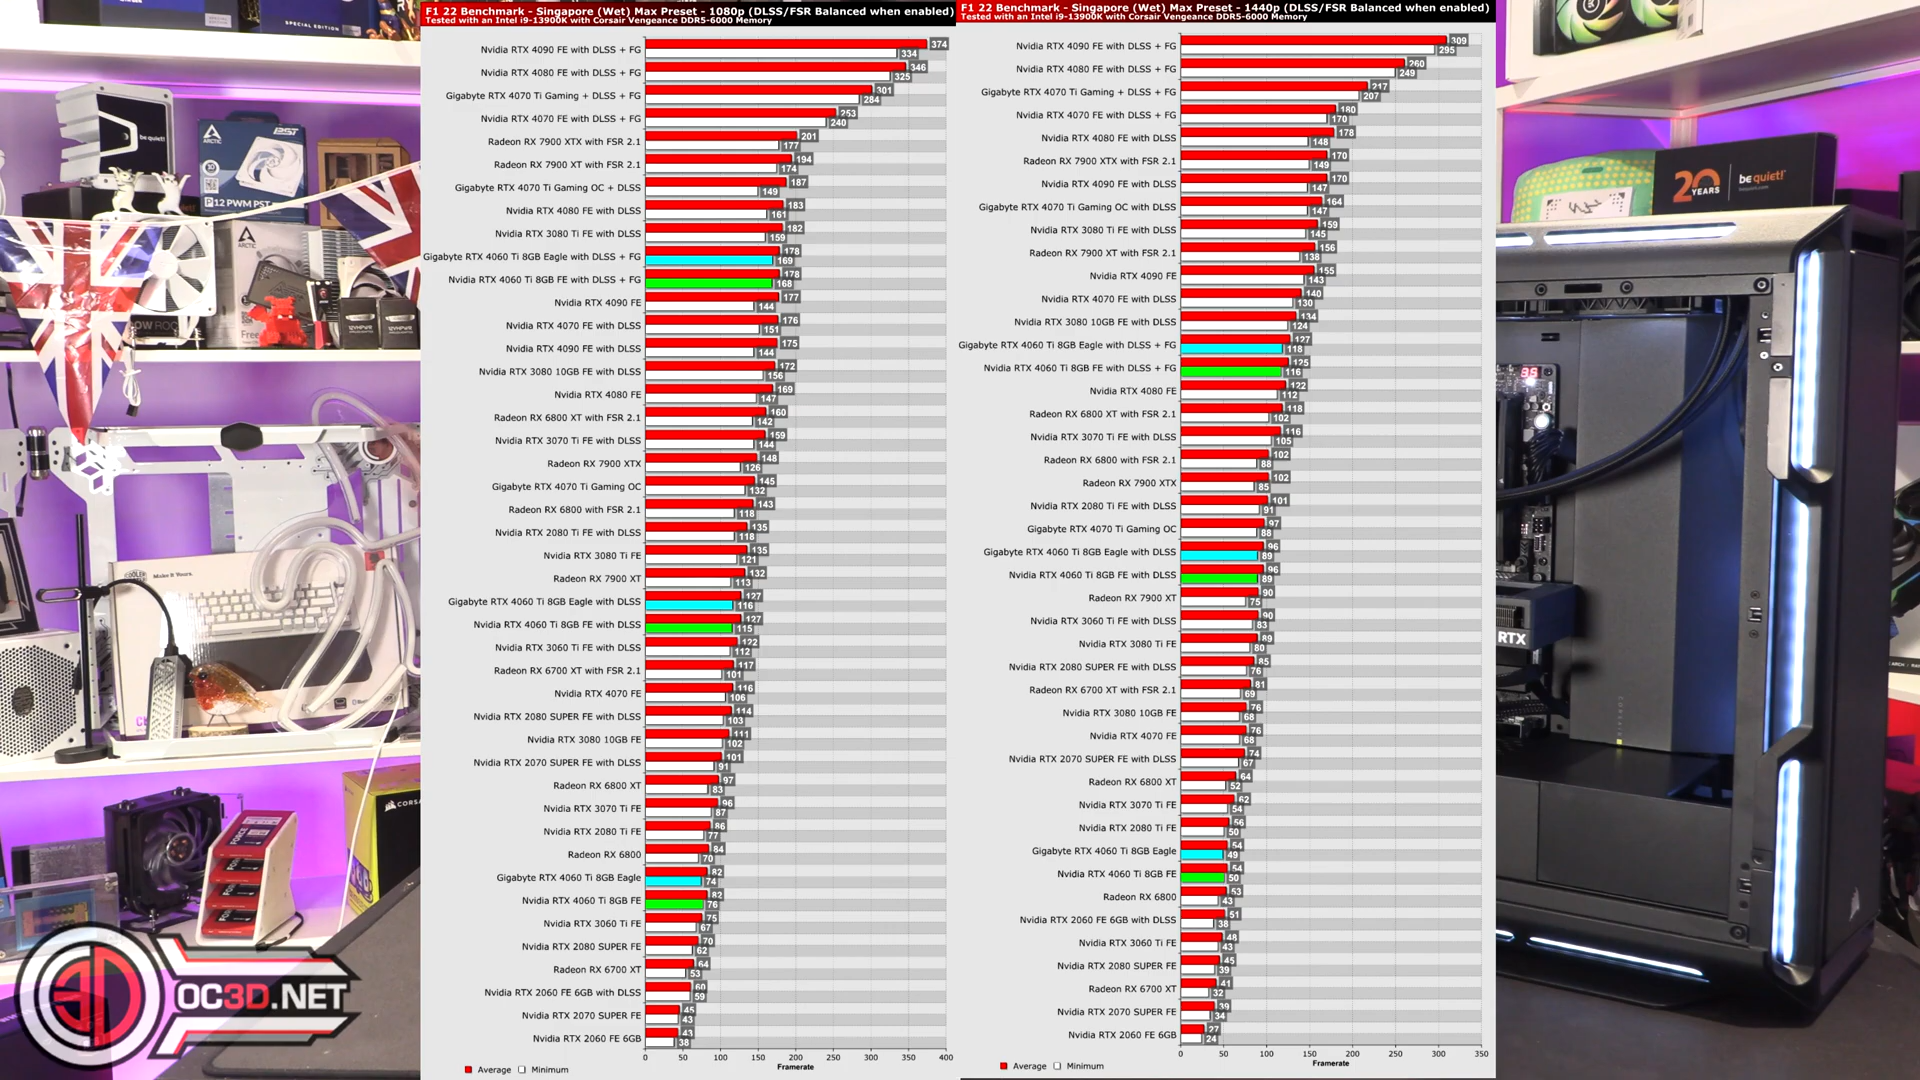 F1 22 Benchmark - Singapore (Wet) Max Preset - 1080p (DLSS/FSR Balanced when enabled)
Tested with an Intel i9-13900K with Corsair Vengeance DDR5-6000 Memory
Nvidia RTX 4090 FE with DLSS + FG 374 334
Nvidia RTX 4080 FE with DLSS + FG 346 325
Gigabyte RTX 4070 Ti Gaming + DLSS + FG 301 284
Nvidia RTX 4070 FE with DLSS + FG 253 240
Radeon RX 7900 XTX with FSR 2.1 201 177
Radeon RX 7900 XT with FSR 2.1 194 174
Gigabyte RTX 4070 Ti Gaming OC + DLSS 187 149
Nvidia RTX 4080 FE with DLSS 183 161
Nvidia RTX 3080 Ti FE with DLSS 182 159
Gigabyte RTX 4060 Ti 8GB Eagle with DLSS + FG 178 169
Nvidia RTX 4060 Ti 8GB FE with DLSS + FG 178 168
Nvidia RTX 4090 FE 177 144
Nvidia RTX 4070 FE with DLSS 176 151
Nvidia RTX 4090 FE with DLSS 175 144
Nvidia RTX 3080 10GB FE with DLSS 172 156
Nvidia RTX 4080 FE 169 147
Radeon RX 6800 XT with FSR 2.1 160 142
Nvidia RTX 3070 Ti FE with DLSS 159 144
Radeon RX 7900 XTX 148 126
Gigabyte RTX 4070 Ti Gaming OC 145 132
Radeon RX 6800 with FSR 2.1 143 118
Nvidia RTX 2080 Ti FE with DLSS 135 118
Nvidia RTX 3080 Ti FE 135 121
Radeon RX 7900 XT 132 113
Gigabyte RTX 4060 Ti 8GB Eagle with DLSS 127 116
Nvidia RTX 4060 Ti 8GB FE with DLSS 127 115
Nvidia RTX 3060 Ti FE with DLSS 122 112
Radeon RX 6700 XT with FSR 2.1 117 101
Nvidia RTX 4070 FE 116 106
Nvidia RTX 2080 SUPER FE with DLSS 114 103
Nvidia RTX 3080 10GB FE 111 102
Nvidia RTX 2070 SUPER FE with DLSS 101 91
Radeon RX 6800 XT 97 83
Nvidia RTX 3070 Ti FE 96 87
Nvidia RTX 2080 Ti FE 86 77
Radeon RX 6800 84 70
Gigabyte RTX 4060 Ti 8GB Eagle 82 74
Nvidia RTX 4060 Ti 8GB FE 82 76
Nvidia RTX 3060 Ti FE 75 67
Nvidia RTX 2080 SUPER FE 70 62
Radeon RX 6700 XT 64 53
Nvidia RTX 2060 FE 6GB with DLSS 60 59
Nvidia RTX 2070 SUPER FE 45 43
Nvidia RTX 2060 FE 6GB 43 38
0 50 100 150 200 250 300 350 400
Framerate
Average Minimum
F1 22 Benchmark - Singapore (Wet) Max Preset - 1440p (DLSS/FSR Balanced when enabled)
Tested with an Intel i9-13900K with Corsair Vengeance DDR5-6000 Memory
Nvidia RTX 4090 FE with DLSS + FG 309 295
Nvidia RTX 4080 FE with DLSS + FG 260 249
Gigabyte RTX 4070 Ti Gaming + DLSS + FG 217 207
Nvidia RTX 4070 FE with DLSS + FG 180 170
Nvidia RTX 4080 FE with DLSS 178 148
Radeon RX 7900 XTX with FSR 2.1 170 149
Nvidia RTX 4090 FE with DLSS 170 147
Gigabyte RTX 4070 Ti Gaming OC with DLSS 164 147
Nvidia RTX 3080 Ti FE with DLSS 159 145
Radeon RX 7900 XT with FSR 2.1 156 138
Nvidia RTX 4090 FE 155 143
Nvidia RTX 4070 FE with DLSS 140 130
Nvidia RTX 3080 10GB FE with DLSS 134 124
Gigabyte RTX 4060 Ti 8GB Eagle with DLSS + FG 127 118
Nvidia RTX 4060 Ti 8GB FE with DLSS + FG 125 116
Nvidia RTX 4080 FE 122 112
Radeon RX 6800 XT with FSR 2.1 118 102
Nvidia RTX 3070 Ti FE with DLSS 116 105
Radeon RX 6800 with FSR 2.1 102 88
Radeon RX 7900 XTX 102 85
Nvidia RTX 2080 Ti FE with DLSS 101 91
Gigabyte RTX 4070 Ti Gaming OC 97 88
Gigabyte RTX 4060 Ti 8GB Eagle with DLSS 96 89
Nvidia RTX 4060 Ti 8GB FE with DLSS 96 89
Radeon RX 7900 XT 90 75
Nvidia RTX 3060 Ti FE with DLSS 90 83
Nvidia RTX 3080 Ti FE 89 80
Nvidia RTX 2080 SUPER FE with DLSS 85 76
Radeon RX 6700 XT with FSR 2.1 81 69
Nvidia RTX 3080 10GB FE 76 68
Nvidia RTX 4070 FE 76 68
Nvidia RTX 2070 SUPER FE with DLSS 74 67
Radeon RX 6800 XT 64 52
Nvidia RTX 3070 Ti FE 62 54
Nvidia RTX 2080 Ti FE 56 50
Gigabyte RTX 4060 Ti 8GB Eagle 54 49
Nvidia RTX 4060 Ti 8GB FE 54 50
Radeon RX 6800 53 43
Nvidia RTX 2060 FE 6GB with DLSS 51 38
Nvidia RTX 3060 Ti FE 48 43
Nvidia RTX 2080 SUPER FE 45 39
Radeon RX 6700 XT 41 32
Nvidia RTX 2070 SUPER FE 39 34
Nvidia RTX 2060 FE 6GB 27 24
0 50 100 150 200 250 300 350
Framerate
Average Minimum
SPECIAL EDITION
be quiet!
ARCTIC
P12 PWM PST
ARCTIC
Make it Yours.
CORSA
OC3D.NET
20 YEARS
be quiet!
RTX